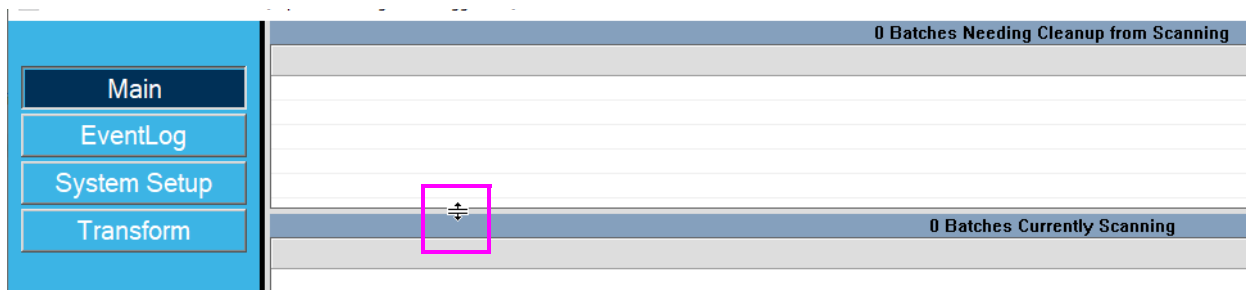 0 Batches Needing Cleanup from Scanning
Main
EventLog
System Setup
Transform
0 Batches Currently Scanning